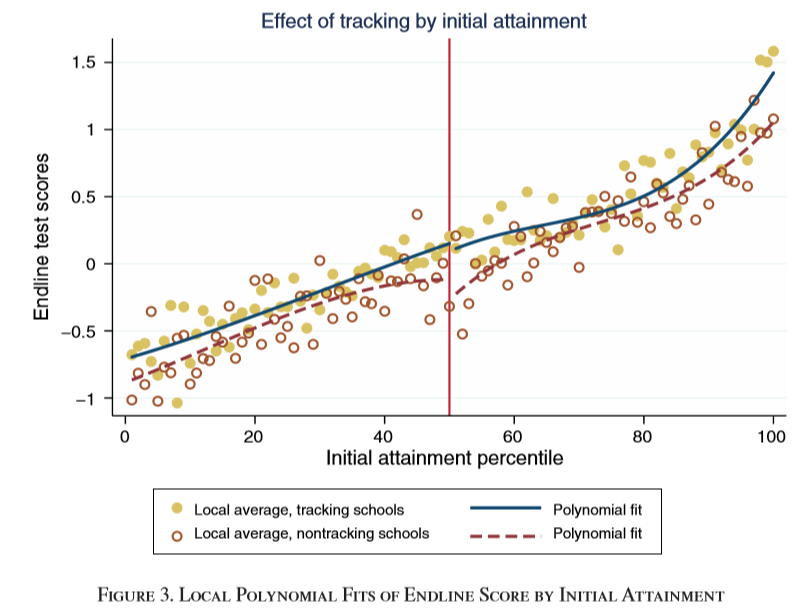 Effect of tracking by initial attainment
Endline test scores
1.5
1
0.5
0
−0.5
−1
0
20
40
60
80
100
Initial attainment percentile
Local average, tracking schools
Polynomial fit
Local average, nontracking schools
Polynomial fit
FIGURE 3. LOCAL POLYNOMIAL FITS OF ENDLINE SCORE BY INITIAL ATTAINMENT